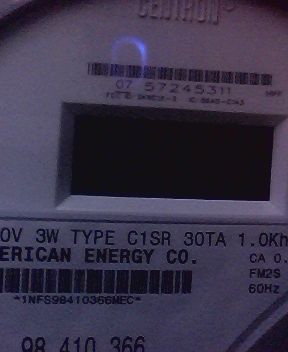 CENTRON
07 57245311
0V 3W TYPE C1SR 30TA 1.0Kh
ERICAN ENERGY CO.
CA 0.
FM2S
60Hz
*1NFS98410366MEC*
98 410 366